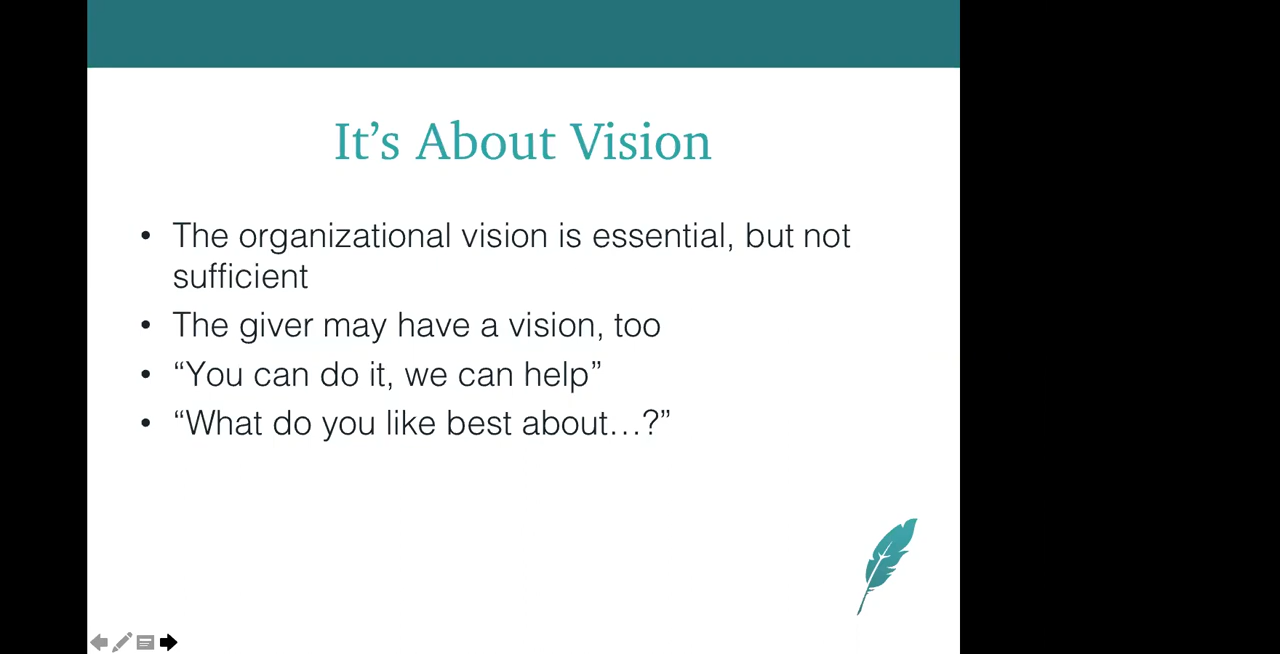 It’s About Vision
• The organizational vision is essential, but not
sufficient
• The giver may have a vision, too
• “You can do it, we can help”
• “What do you like best about…?”